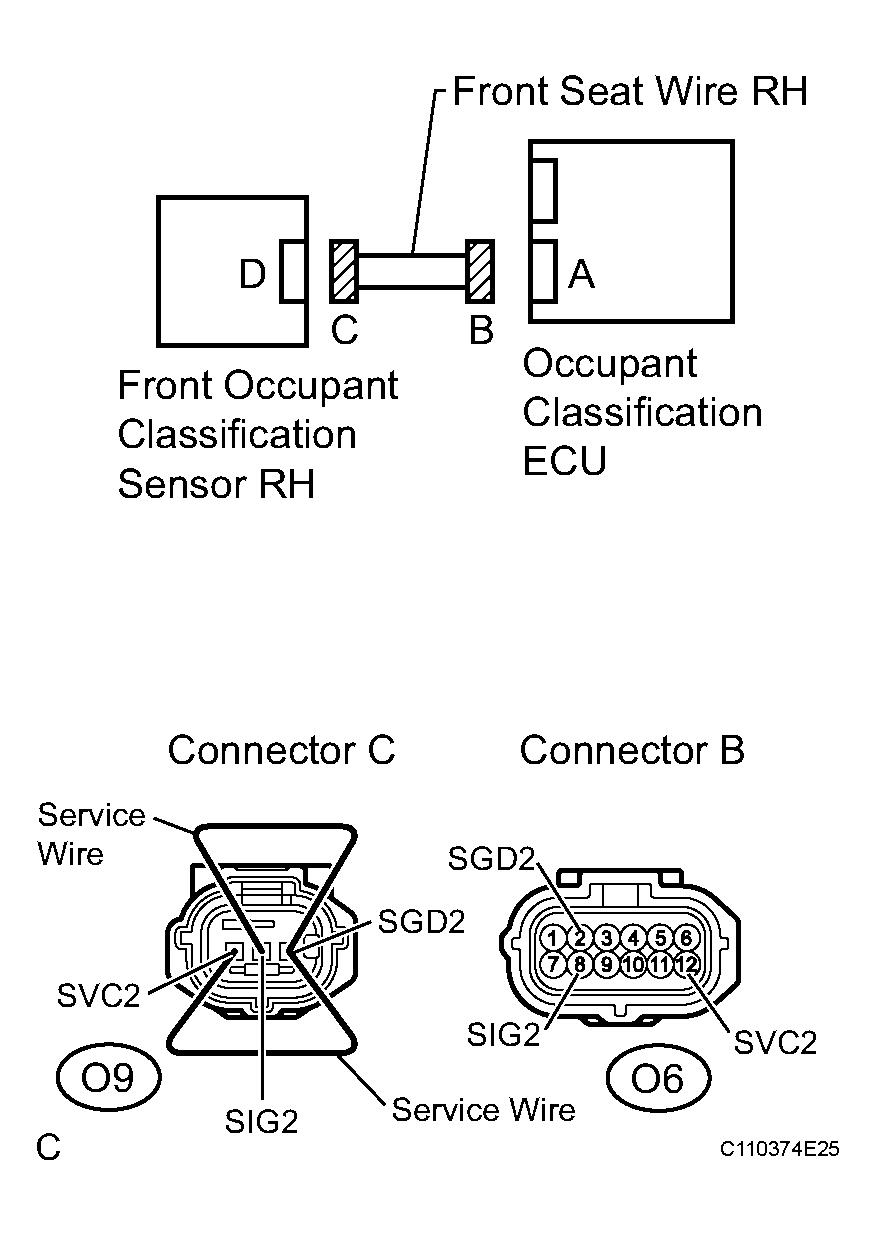 Front Seat Wire RH
D
A
C
B
Front Occupant
Classification
Sensor RH
Occupant
Classification
ECU
Connector C
Connector B
Service
Wire
SGD2
SGD2
1 2 3 4 5 6
7 8 9 10 11 12
SVC2
SIG2
SVC2
O9
O6
SIG2
Service Wire
C
C110374E25